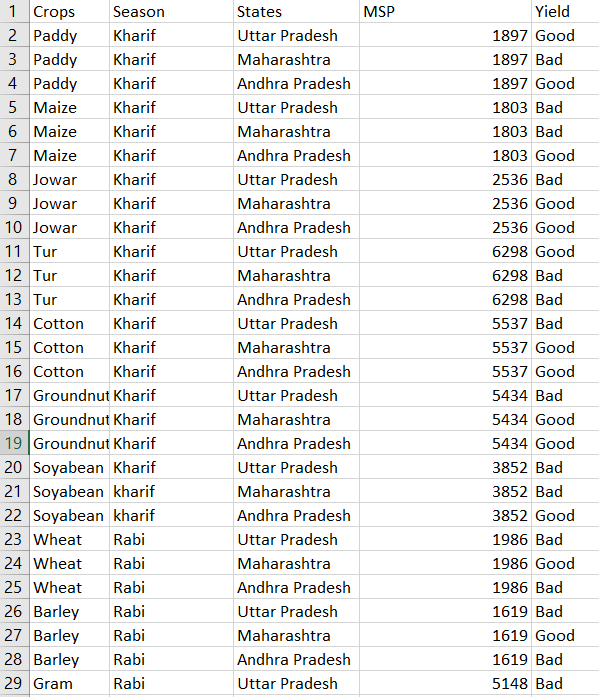 1 Crops Season States MSP Yield
2 Paddy Kharif Uttar Pradesh 1897 Good
3 Paddy Kharif Maharashtra 1897 Bad
4 Paddy Kharif Andhra Pradesh 1897 Good
5 Maize Kharif Uttar Pradesh 1803 Bad
6 Maize Kharif Maharashtra 1803 Bad
7 Maize Kharif Andhra Pradesh 1803 Good
8 Jowar Kharif Uttar Pradesh 2536 Bad
9 Jowar Kharif Maharashtra 2536 Good
10 Jowar Kharif Andhra Pradesh 2536 Good
11 Tur Kharif Uttar Pradesh 6298 Good
12 Tur Kharif Maharashtra 6298 Bad
13 Tur Kharif Andhra Pradesh 6298 Bad
14 Cotton Kharif Uttar Pradesh 5537 Bad
15 Cotton Kharif Maharashtra 5537 Good
16 Cotton Kharif Andhra Pradesh 5537 Good
17 Groundnut Kharif Uttar Pradesh 5434 Bad
18 Groundnut Kharif Maharashtra 5434 Good
19 Groundnut Kharif Andhra Pradesh 5434 Good
20 Soyabean Kharif Uttar Pradesh 3852 Bad
21 Soyabean kharif Maharashtra 3852 Bad
22 Soyabean kharif Andhra Pradesh 3852 Good
23 Wheat Rabi Uttar Pradesh 1986 Bad
24 Wheat Rabi Maharashtra 1986 Good
25 Wheat Rabi Andhra Pradesh 1986 Bad
26 Barley Rabi Uttar Pradesh 1619 Bad
27 Barley Rabi Maharashtra 1619 Good
28 Barley Rabi Andhra Pradesh 1619 Bad
29 Gram Rabi Uttar Pradesh 5148 Bad